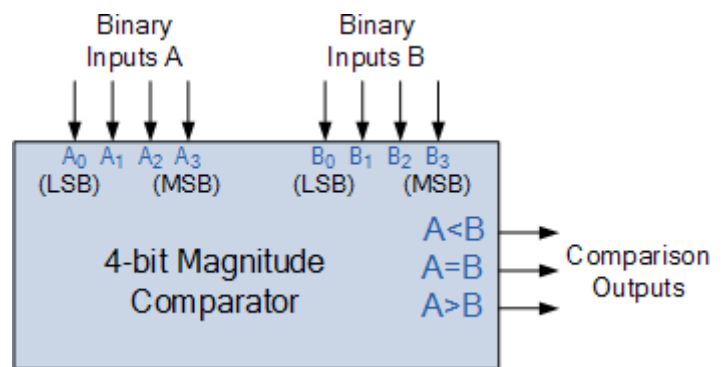 Binary
Inputs A
Binary
Inputs B
A₀ A₁ A₂ A₃
(LSB) (MSB)
B₀ B₁ B₂ B₃
(LSB) (MSB)
4-bit Magnitude
Comparator
A<B
A=B
A>B
Comparison
Outputs